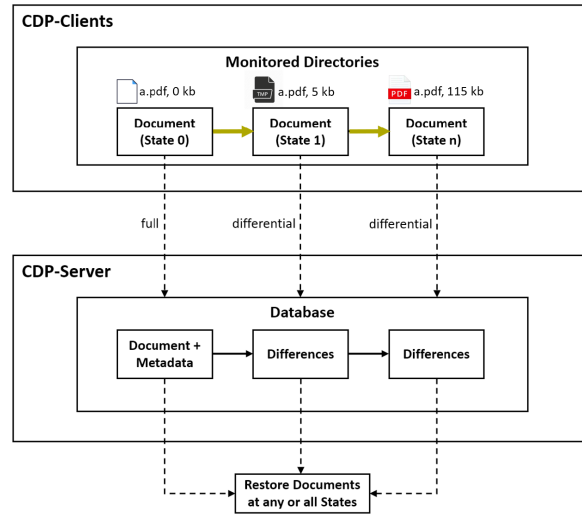 CDP-Clients
Monitored Directories
a.pdf, 0 kb
TMP
a.pdf, 5 kb
PDF
a.pdf, 115 kb
Document
(State 0)
Document
(State 1)
Document
(State n)
full
differential
differential
CDP-Server
Database
Document +
Metadata
Differences
Differences
Restore Documents
at any or all States